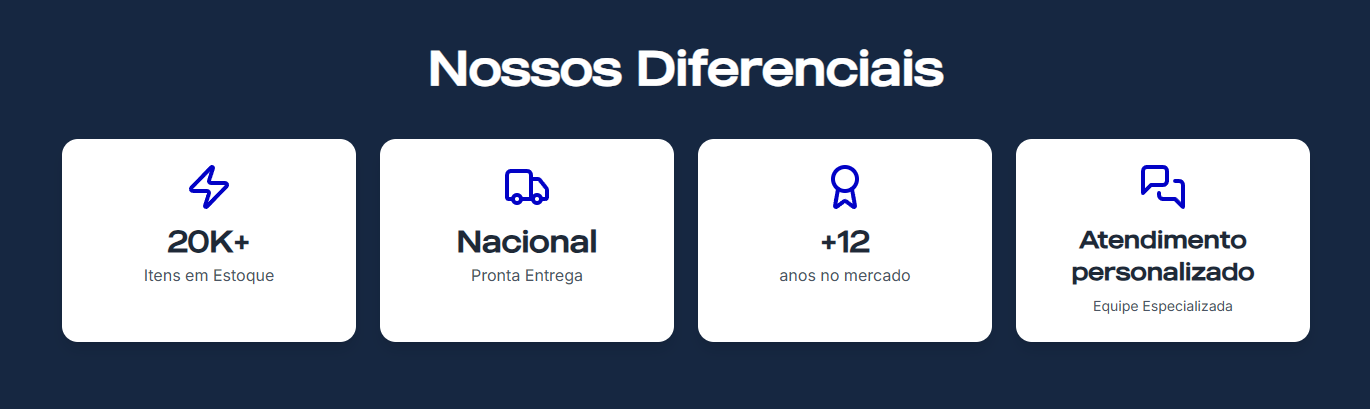 Nossos Diferenciais
20K+
Itens em Estoque
Nacional
Pronta Entrega
+12
anos no mercado
Atendimento
personalizado
Equipe Especializada